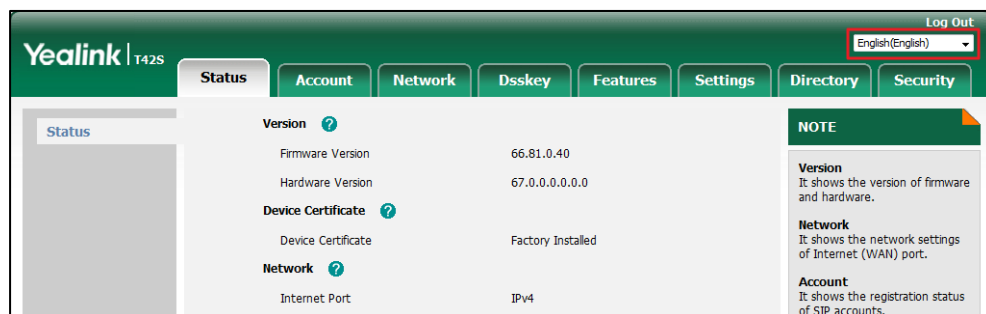 Log Out
Yealink | T42S
English(English)
Status Account Network Dsskey Features Settings Directory Security
Status
Version ?
Firmware Version 66.81.0.40
Hardware Version 67.0.0.0.0.0.0
Device Certificate ?
Device Certificate Factory Installed
Network ?
Internet Port IPv4
NOTE
Version
It shows the version of firmware
and hardware.
Network
It shows the network settings
of Internet (WAN) port.
Account
It shows the registration status
of SIP accounts.